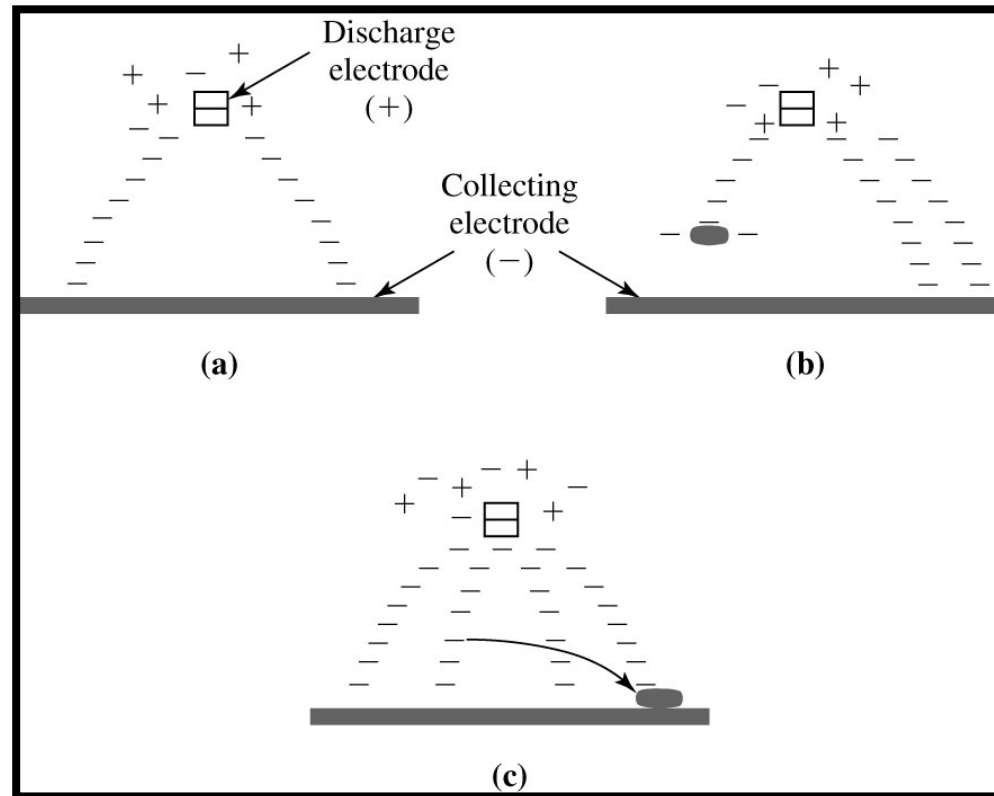 Discharge
electrode
(+)
Collecting
electrode
(−)
(a)
(b)
(c)